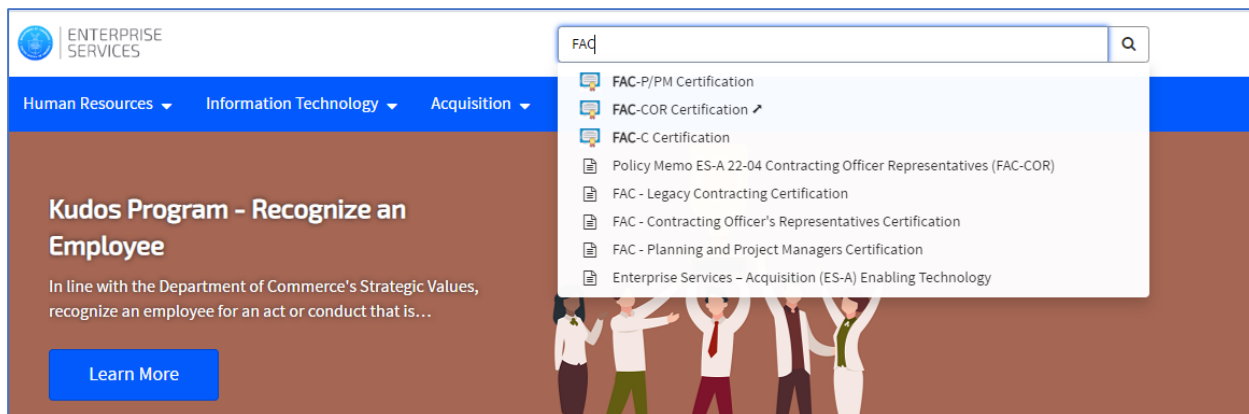 ENTERPRISE
SERVICES
FAC
Human Resources
Information Technology
Acquisition
FAC-P/PM Certification
FAC-COR Certification
FAC-C Certification
Policy Memo ES-A 22-04 Contracting Officer Representatives (FAC-COR)
FAC - Legacy Contracting Certification
FAC - Contracting Officer's Representatives Certification
FAC - Planning and Project Managers Certification
Enterprise Services – Acquisition (ES-A) Enabling Technology
Kudos Program - Recognize an
Employee
In line with the Department of Commerce's Strategic Values,
recognize an employee for an act or conduct that is...
Learn More